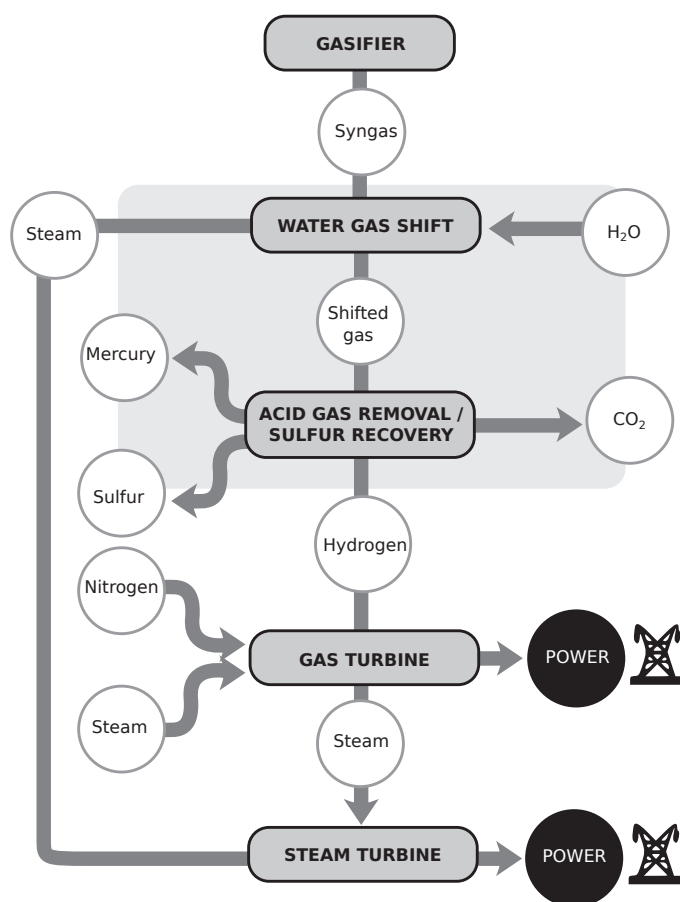 GASIFIER
Syngas
WATER GAS SHIFT
Steam
H₂O
Shifted
gas
Mercury
ACID GAS REMOVAL /
SULFUR RECOVERY
CO₂
Sulfur
Hydrogen
Nitrogen
GAS TURBINE
POWER
Steam
Steam
STEAM TURBINE
POWER